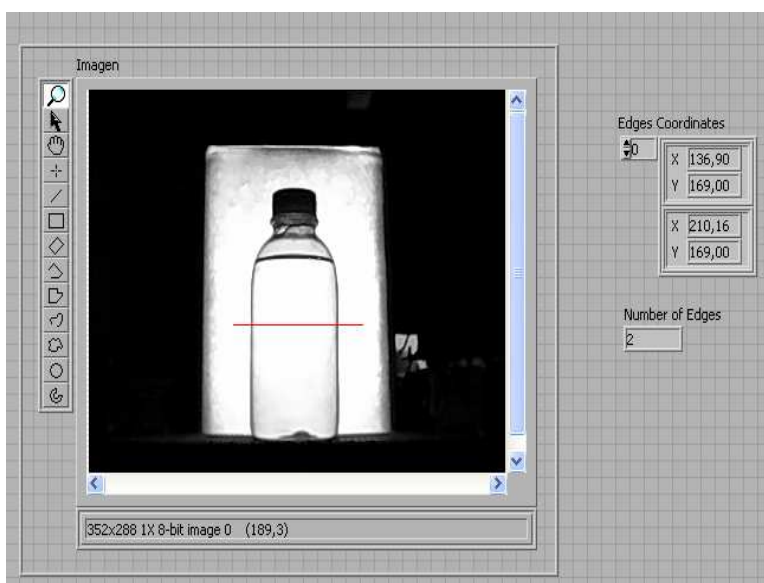 Imagen
Edges Coordinates
0
X 136,90
Y 169,00
X 210,16
Y 169,00
Number of Edges
2
352x288 1X 8-bit image 0 (189,3)